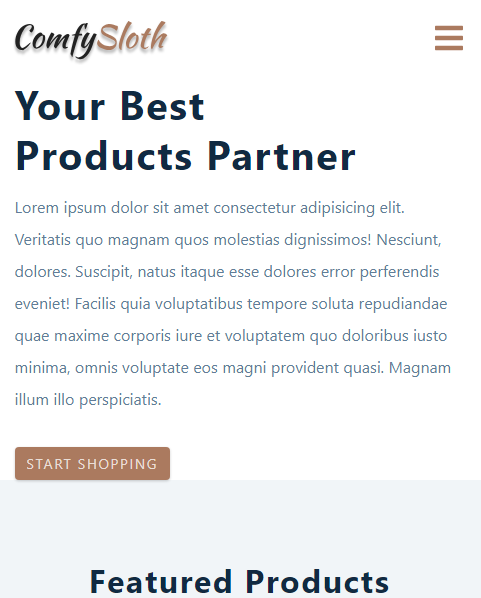 ComfySloth
Your Best
Products Partner
Lorem ipsum dolor sit amet consectetur adipisicing elit.
Veritatis quo magnam quos molestias dignissimos! Nesciunt,
dolores. Suscipit, natus itaque esse dolores error perferendis
eveniet! Facilis quia voluptatibus tempore soluta repudiandae
quae maxime corporis iure et voluptatem quo doloribus iusto
minima, omnis voluptate eos magni provident quasi. Magnam
illum illo perspiciatis.
START SHOPPING
Featured Products